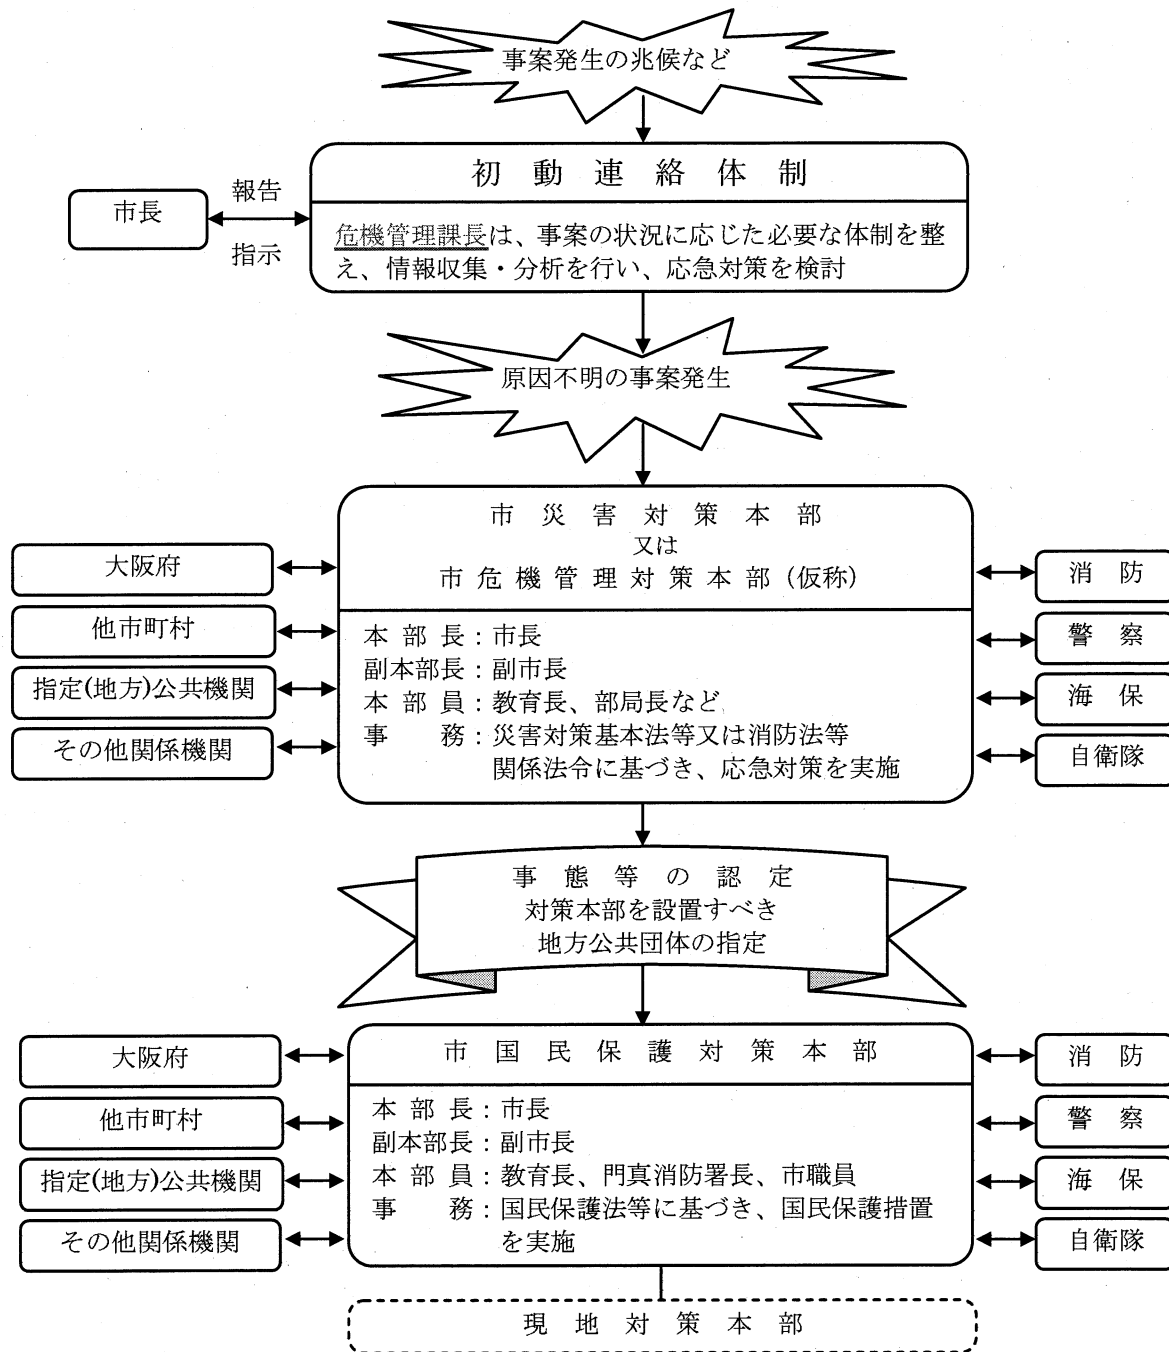 事案発生の兆候など
初動連絡体制
報告
市長
指示
危機管理課長は、事案の状況に応じた必要な体制を整
え、情報収集・分析を行い、応急対策を検討
原因不明の事案発生
市災害対策本部
又は
市危機管理対策本部(仮称)
大阪府
他市町村
指定(地方)公共機関
その他関係機関
本部長:市長
副本部長:副市長
本部員:教育長、部局長など
事務:災害対策基本法等又は消防法等
関係法令に基づき、応急対策を実施
消防
警察
海保
自衛隊
事態等の認定
対策本部を設置すべき
地方公共団体の指定
市国民保護対策本部
大阪府
他市町村
指定(地方)公共機関
その他関係機関
本部長:市長
副本部長:副市長
本部員:教育長、門真消防署長、市職員
事務:国民保護法等に基づき、国民保護措置
を実施
消防
警察
海保
自衛隊
現地対策本部